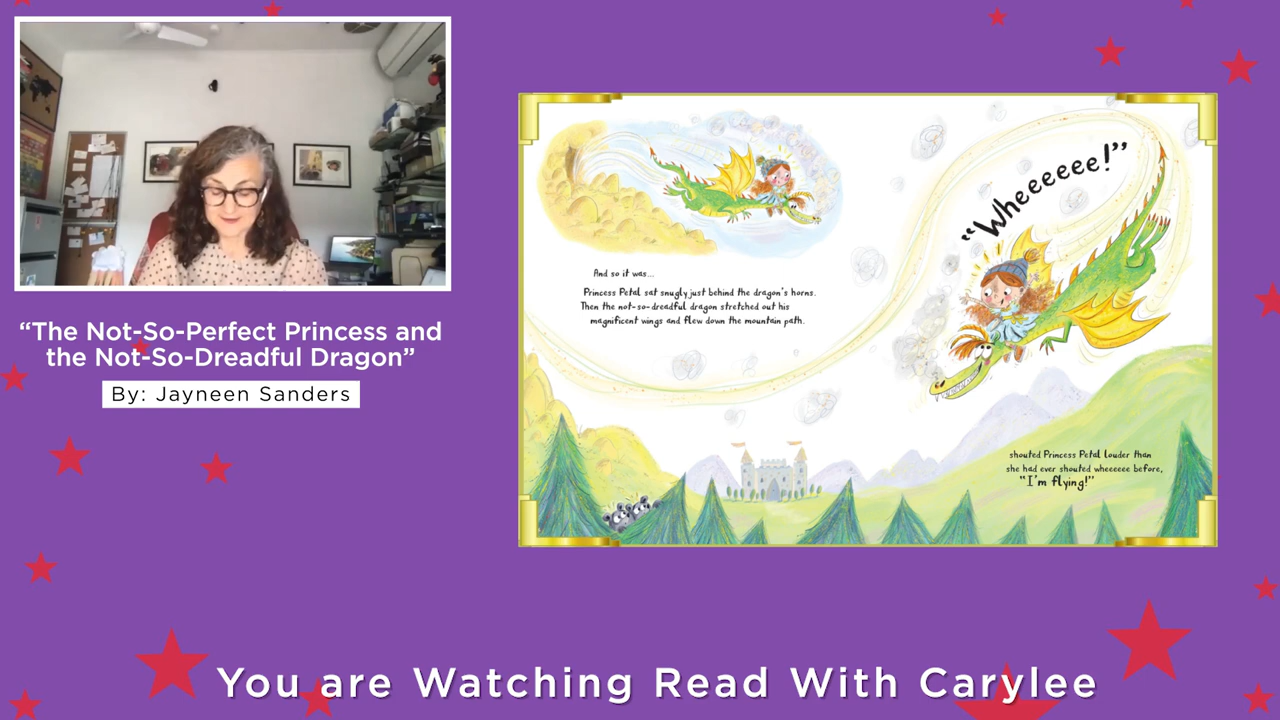 “The Not-So-Perfect Princess and
the Not-So-Dreadful Dragon”
By: Jayneen Sanders
And so it was...
Princess Petal sat snugly just behind the dragon's horns.
Then the not-so-dreadful dragon stretched out his
magnificent wings and flew down the mountain path.
“Wheeeeeee!”
shouted Princess Petal louder than
she had ever shouted wheeeeee before,
“I'm flying!”
You are Watching Read With Carylee